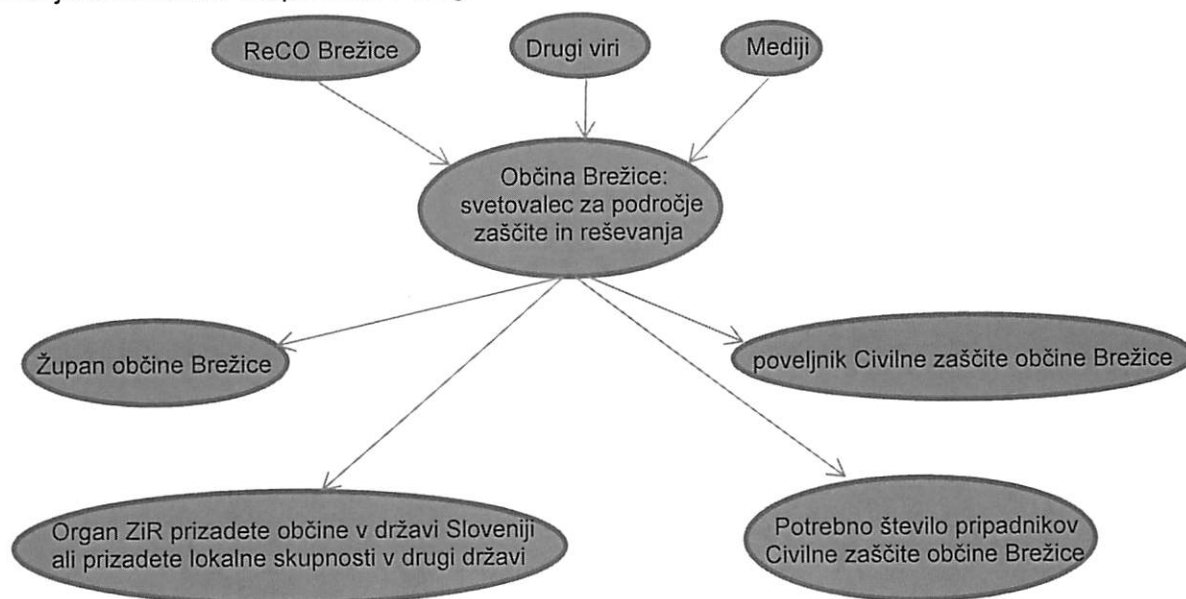 ReCO Brežice
Drugi viri
Mediji
Občina Brežice:
svetovalec za področje
zaščite in reševanja
Župan občine Brežice
poveljnik Civilne zaščite občine Brežice
Organ ZiR prizadete občine v državi Sloveniji
ali prizadete lokalne skupnosti v drugi državi
Potrebno število pripadnikov
Civilne zaščite občine Brežice